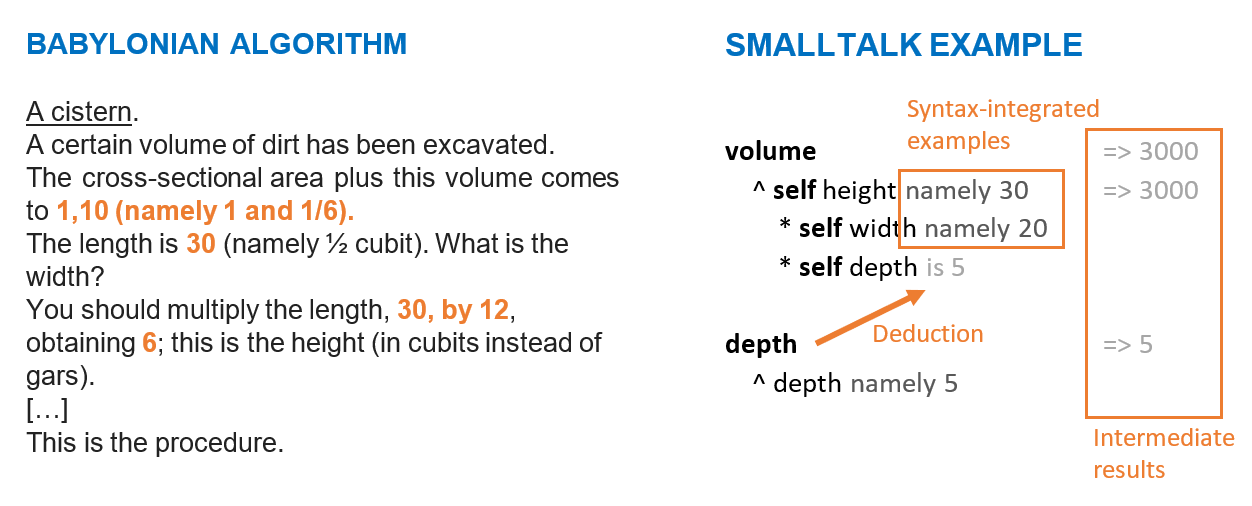 BABYLONIAN ALGORITHM
A cistern.
A certain volume of dirt has been excavated.
The cross-sectional area plus this volume comes
to 1,10 (namely 1 and 1/6).
The length is 30 (namely ½ cubit). What is the
width?
You should multiply the length, 30, by 12,
obtaining 6; this is the height (in cubits instead of
gars).
[…]
This is the procedure.
SMALLTALK EXAMPLE
Syntax-integrated
examples
volume => 3000
^ self height namely 30 => 3000
* self width namely 20
* self depth is 5
Deduction
depth => 5
^ depth namely 5
Intermediate
results